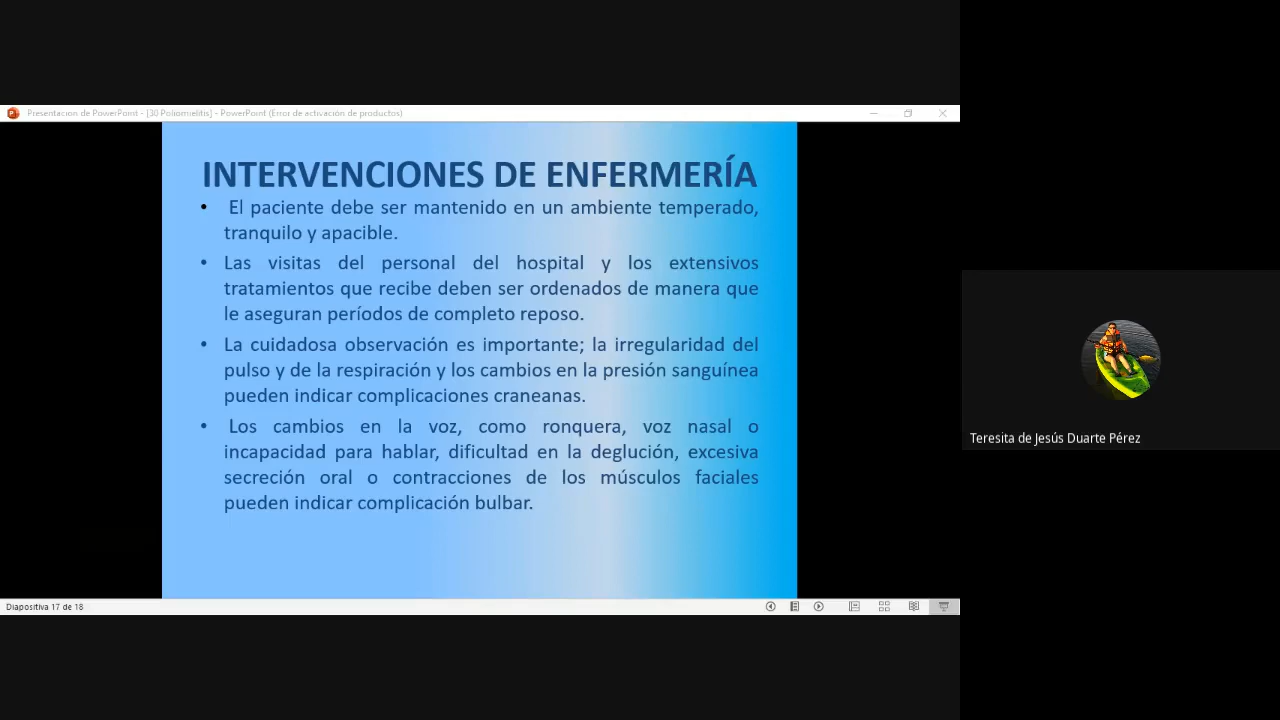 Presentación de PowerPoint - [30 Poliomielitis] - PowerPoint (Error de activación de productos)
INTERVENCIONES DE ENFERMERÍA
• El paciente debe ser mantenido en un ambiente temperado,
tranquilo y apacible.
• Las visitas del personal del hospital y los extensivos
tratamientos que recibe deben ser ordenados de manera que
le aseguran períodos de completo reposo.
• La cuidadosa observación es importante; la irregularidad del
pulso y de la respiración y los cambios en la presión sanguínea
pueden indicar complicaciones craneanas.
• Los cambios en la voz, como ronquera, voz nasal o
incapacidad para hablar, dificultad en la deglución, excesiva
secreción oral o contracciones de los músculos faciales
pueden indicar complicación bulbar.
Teresita de Jesús Duarte Pérez
Diapositiva 17 de 18